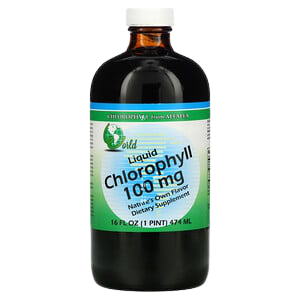 CHLOROPHYLL from ALFALFA
World
Liquid
Chlorophyll
100 mg
Nature's Own Flavor
Dietary Supplement
16 FL OZ (1 PINT) 474 ML